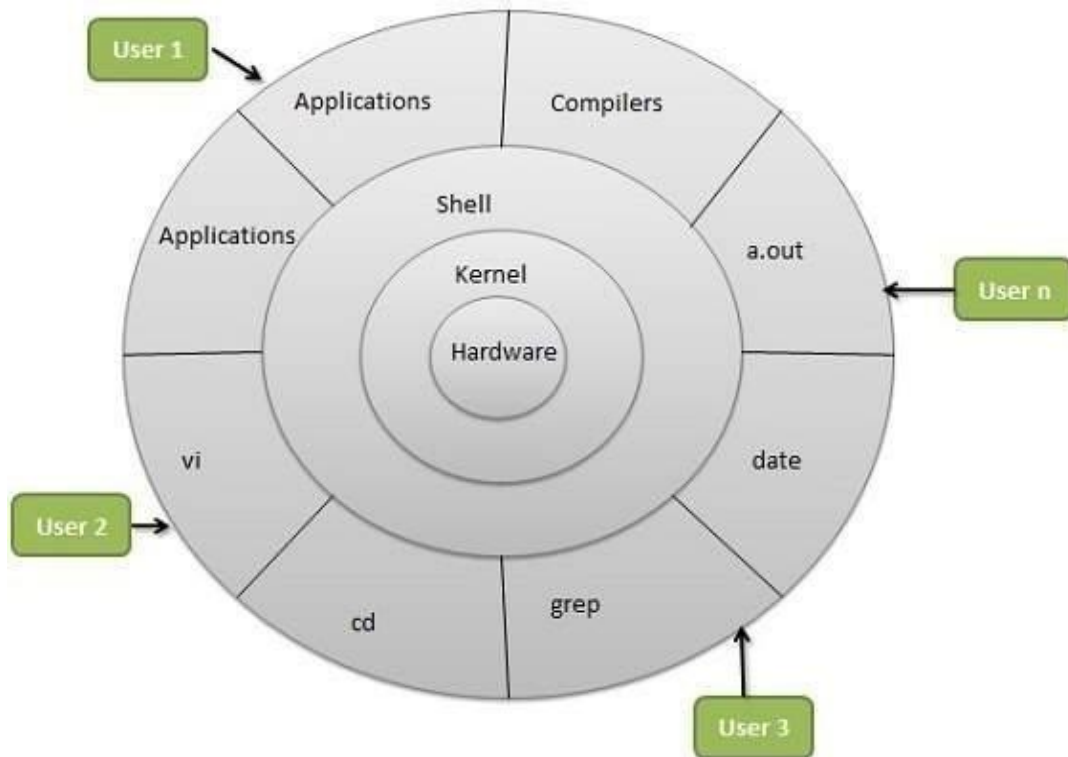 User 1
Applications
Compilers
Shell
Applications
a.out
Kernel
User n
Hardware
vi
date
User 2
cd
grep
User 3